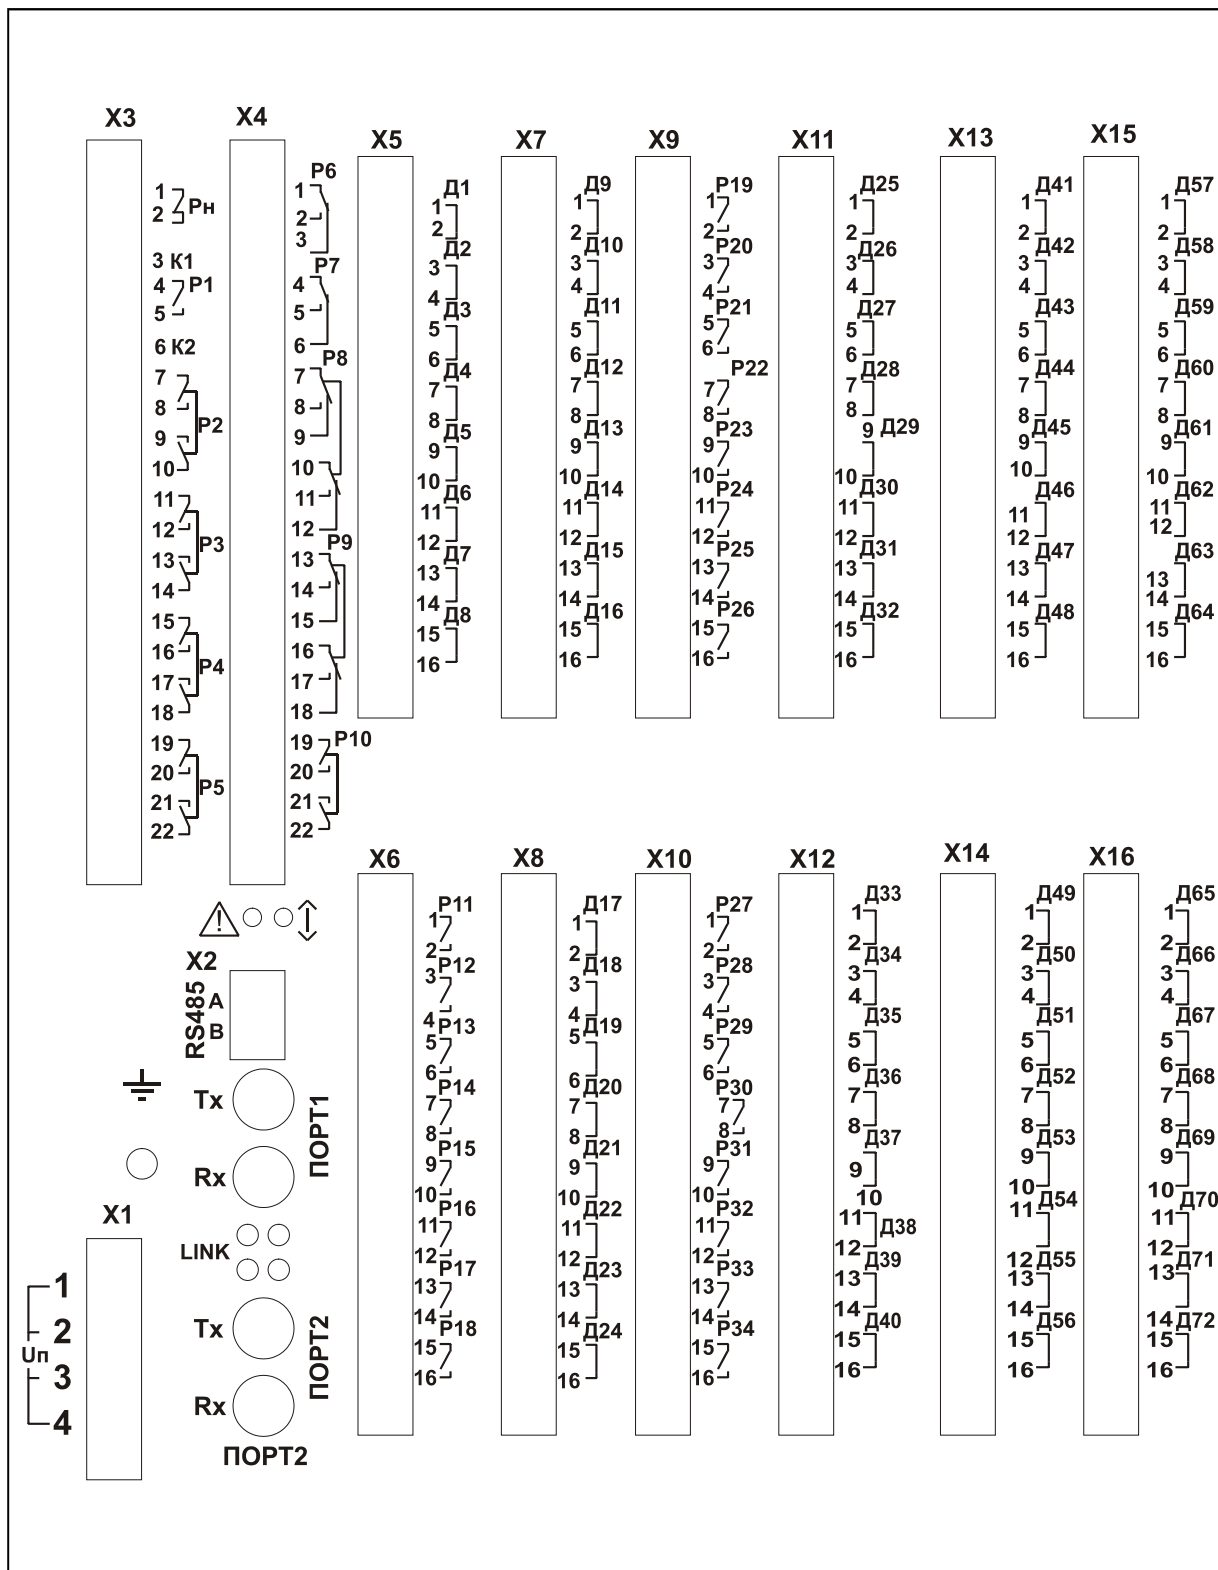 X3
1
2
Рн
3 К1
4
Р1
5
6 К2
7
8
Р2
9
10
11
12
Р3
13
14
15
16
Р4
17
18
19
20
Р5
21
22
X4
Р6
1
2
3
Р7
4
5
6
Р8
7
8
9
10
11
12
Р9
13
14
15
16
17
18
19 Р10
20
21
22
X5
Д1
1
2
Д2
3
4
Д3
5
6
Д4
7
8
Д5
9
10
Д6
11
12
Д7
13
14
Д8
15
16
X7
Д9
1
2
Д10
3
4
Д11
5
6
Д12
7
8
Д13
9
10
Д14
11
12
Д15
13
14
Д16
15
16
X9
Р19
1
2
Р20
3
4
Р21
5
6
Р22
7
8
Р23
9
10
Р24
11
12
Р25
13
14
Р26
15
16
X11
Д25
1
2
Д26
3
4
Д27
5
6
Д28
7
8
9 Д29
10
Д30
11
12
Д31
13
14
Д32
15
16
X13
Д41
1
2
Д42
3
4
Д43
5
6
Д44
7
8
Д45
9
10
Д46
11
12
Д47
13
14
Д48
15
16
X15
Д57
1
2
Д58
3
4
Д59
5
6
Д60
7
8
Д61
9
10
Д62
11
12
Д63
13
14
Д64
15
16
X2
RS485
A
B
Tx
Rx
ПОРТ1
LINK
Tx
Rx
ПОРТ2
ПОРТ2
X1
1
2
Uп
3
4
X6
Р11
1
2
Р12
3
4
Р13
5
6
Р14
7
8
Р15
9
10
Р16
11
12
Р17
13
14
Р18
15
16
X8
Д17
1
2
Д18
3
4
Д19
5
6
Д20
7
8
Д21
9
10
Д22
11
12
Д23
13
14
Д24
15
16
X10
Р27
1
2
Р28
3
4
Р29
5
6
Р30
7
8
Р31
9
10
Р32
11
12
Р33
13
14
Р34
15
16
X12
Д33
1
2
Д34
3
4
Д35
5
6
Д36
7
8
Д37
9
10
11
Д38
12
Д39
13
14
Д40
15
16
X14
Д49
1
2
Д50
3
4
Д51
5
6
Д52
7
8
Д53
9
10
Д54
11
12 Д55
13
14
Д56
15
16
X16
Д65
1
2
Д66
3
4
Д67
5
6
Д68
7
8
Д69
9
10
Д70
11
12
Д71
13
14 Д72
15
16